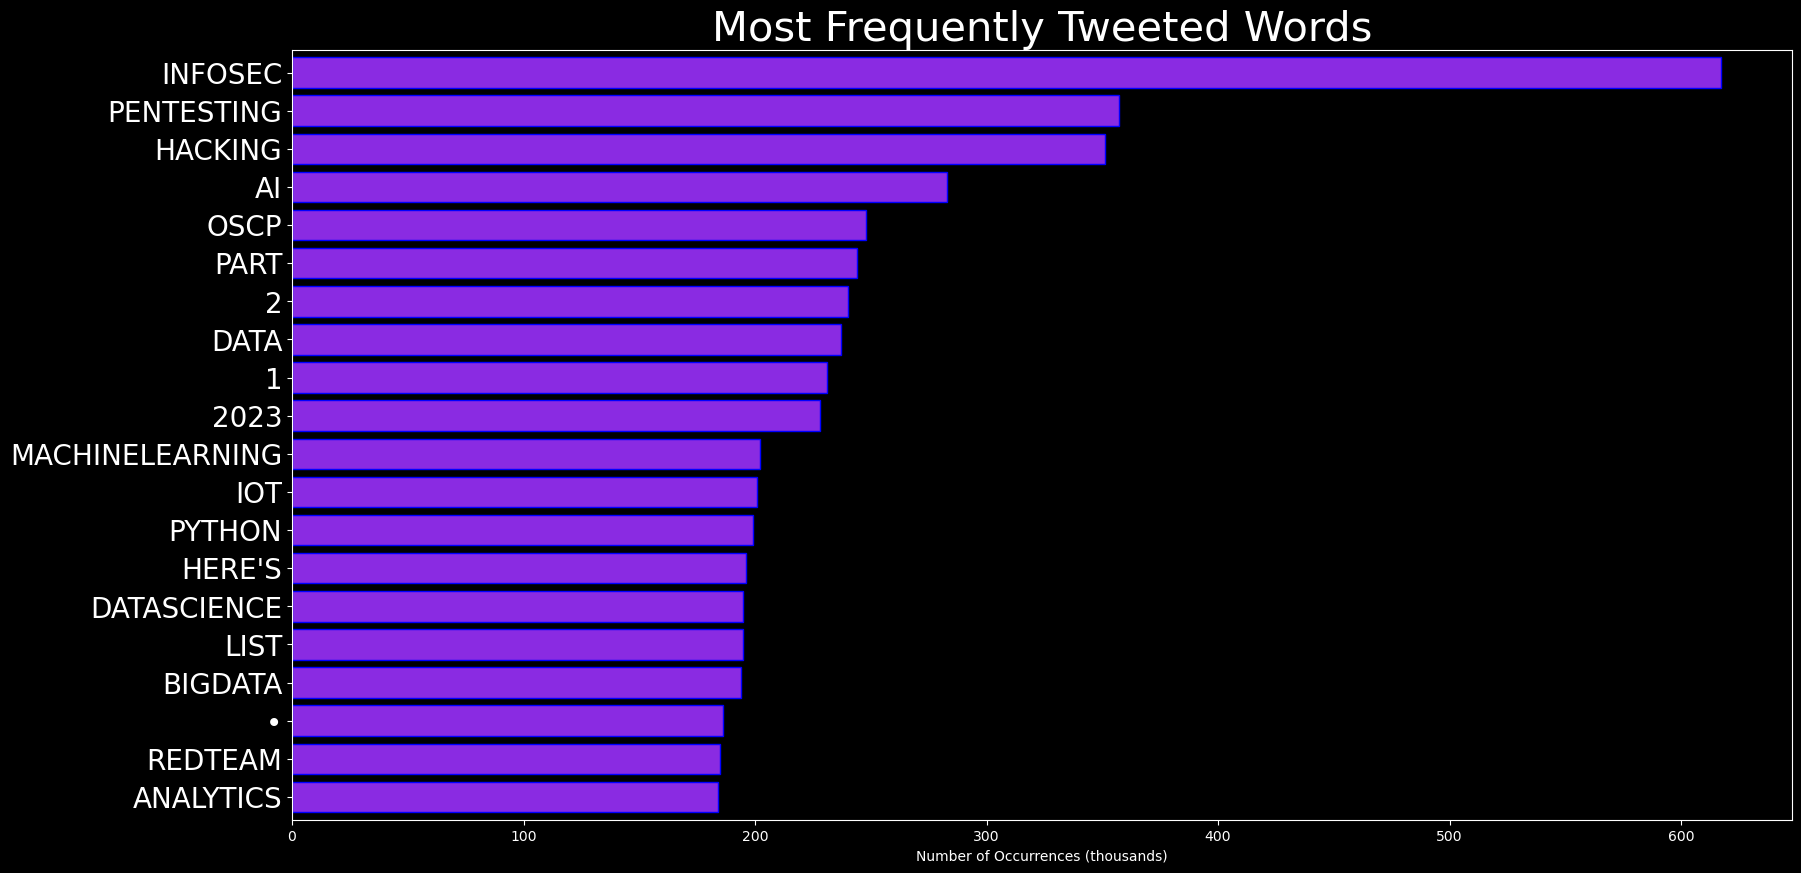 Most Frequently Tweeted Words
INFOSEC
PENTESTING
HACKING
AI
OSCP
PART
2
DATA
1
2023
MACHINELEARNING
IOT
PYTHON
HERE'S
DATASCIENCE
LIST
BIGDATA
•
REDTEAM
ANALYTICS
0 100 200 300 400 500 600
Number of Occurrences (thousands)